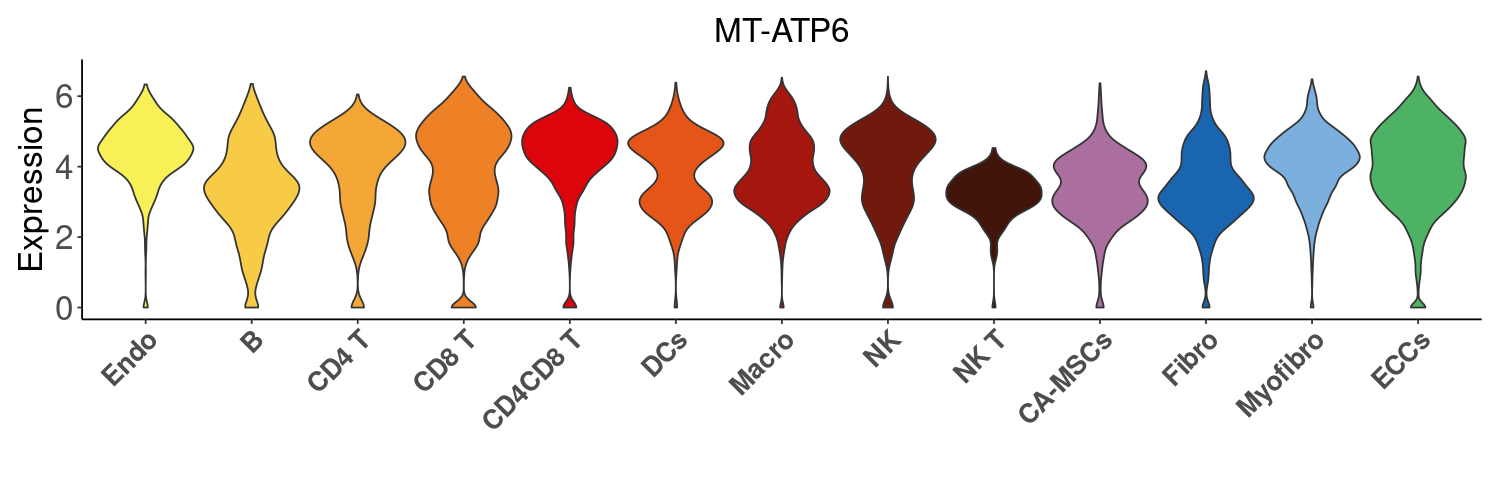 MT-ATP6
Expression
6
4
2
0
Endo
B
CD4 T
CD8 T
CD4CD8 T
DCs
Macro
NK
NK T
CA-MSCs
Fibro
Myofibro
ECCs